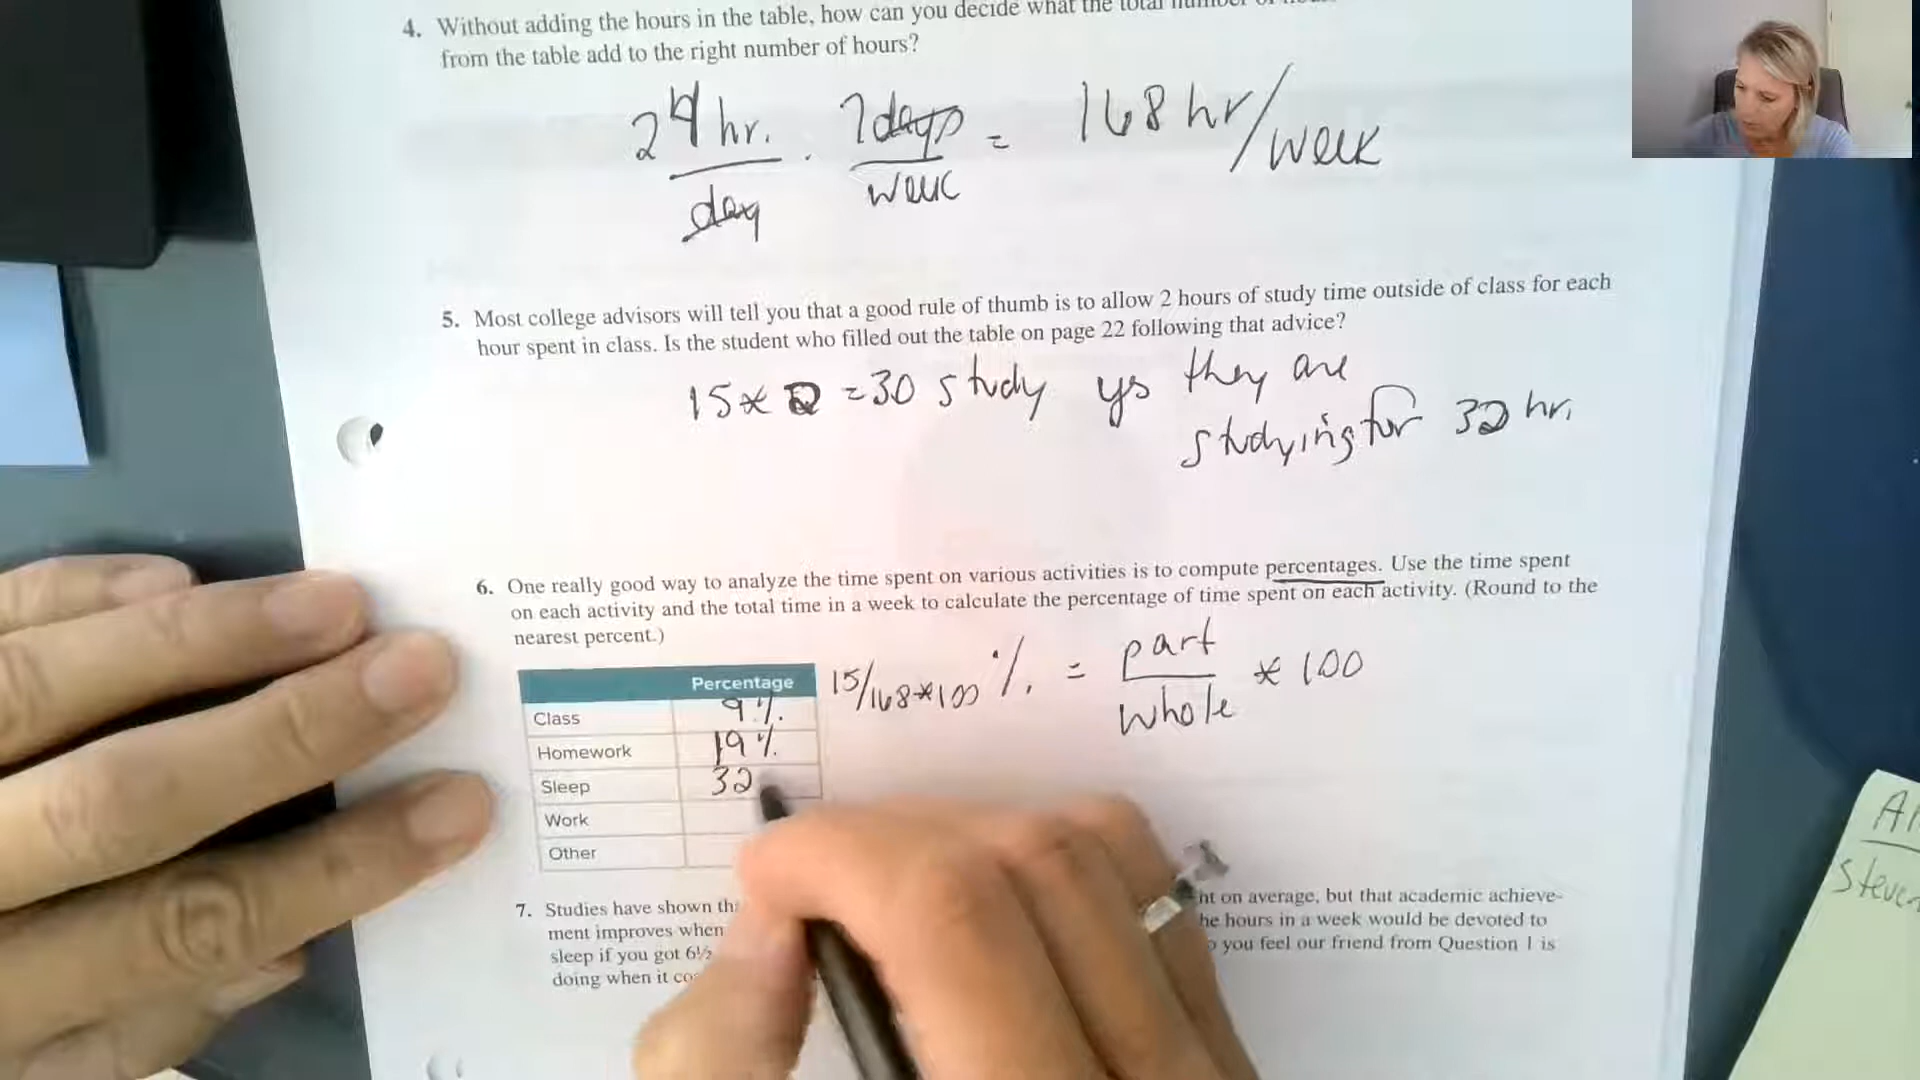 4. Without adding the hours in the table, how can you decide what the total number of
from the table add to the right number of hours?
24 hr. . 7 days = 168 hr/week
day week
5. Most college advisors will tell you that a good rule of thumb is to allow 2 hours of study time outside of class for each
hour spent in class. Is the student who filled out the table on page 22 following that advice?
15 * 2 = 30 study ys they are
studying for 32 hr.
6. One really good way to analyze the time spent on various activities is to compute percentages. Use the time spent
on each activity and the total time in a week to calculate the percentage of time spent on each activity. (Round to the
nearest percent.)
Percentage
Class 9%
Homework 19%
Sleep 32
Work
Other
15/168*100 % = part
whole * 100
7. Studies have shown on average, but that academic achieve-
ment improves when hours in a week would be devoted to
sleep if you got 6½ you feel our friend from Question 1 is
doing when it
Steve